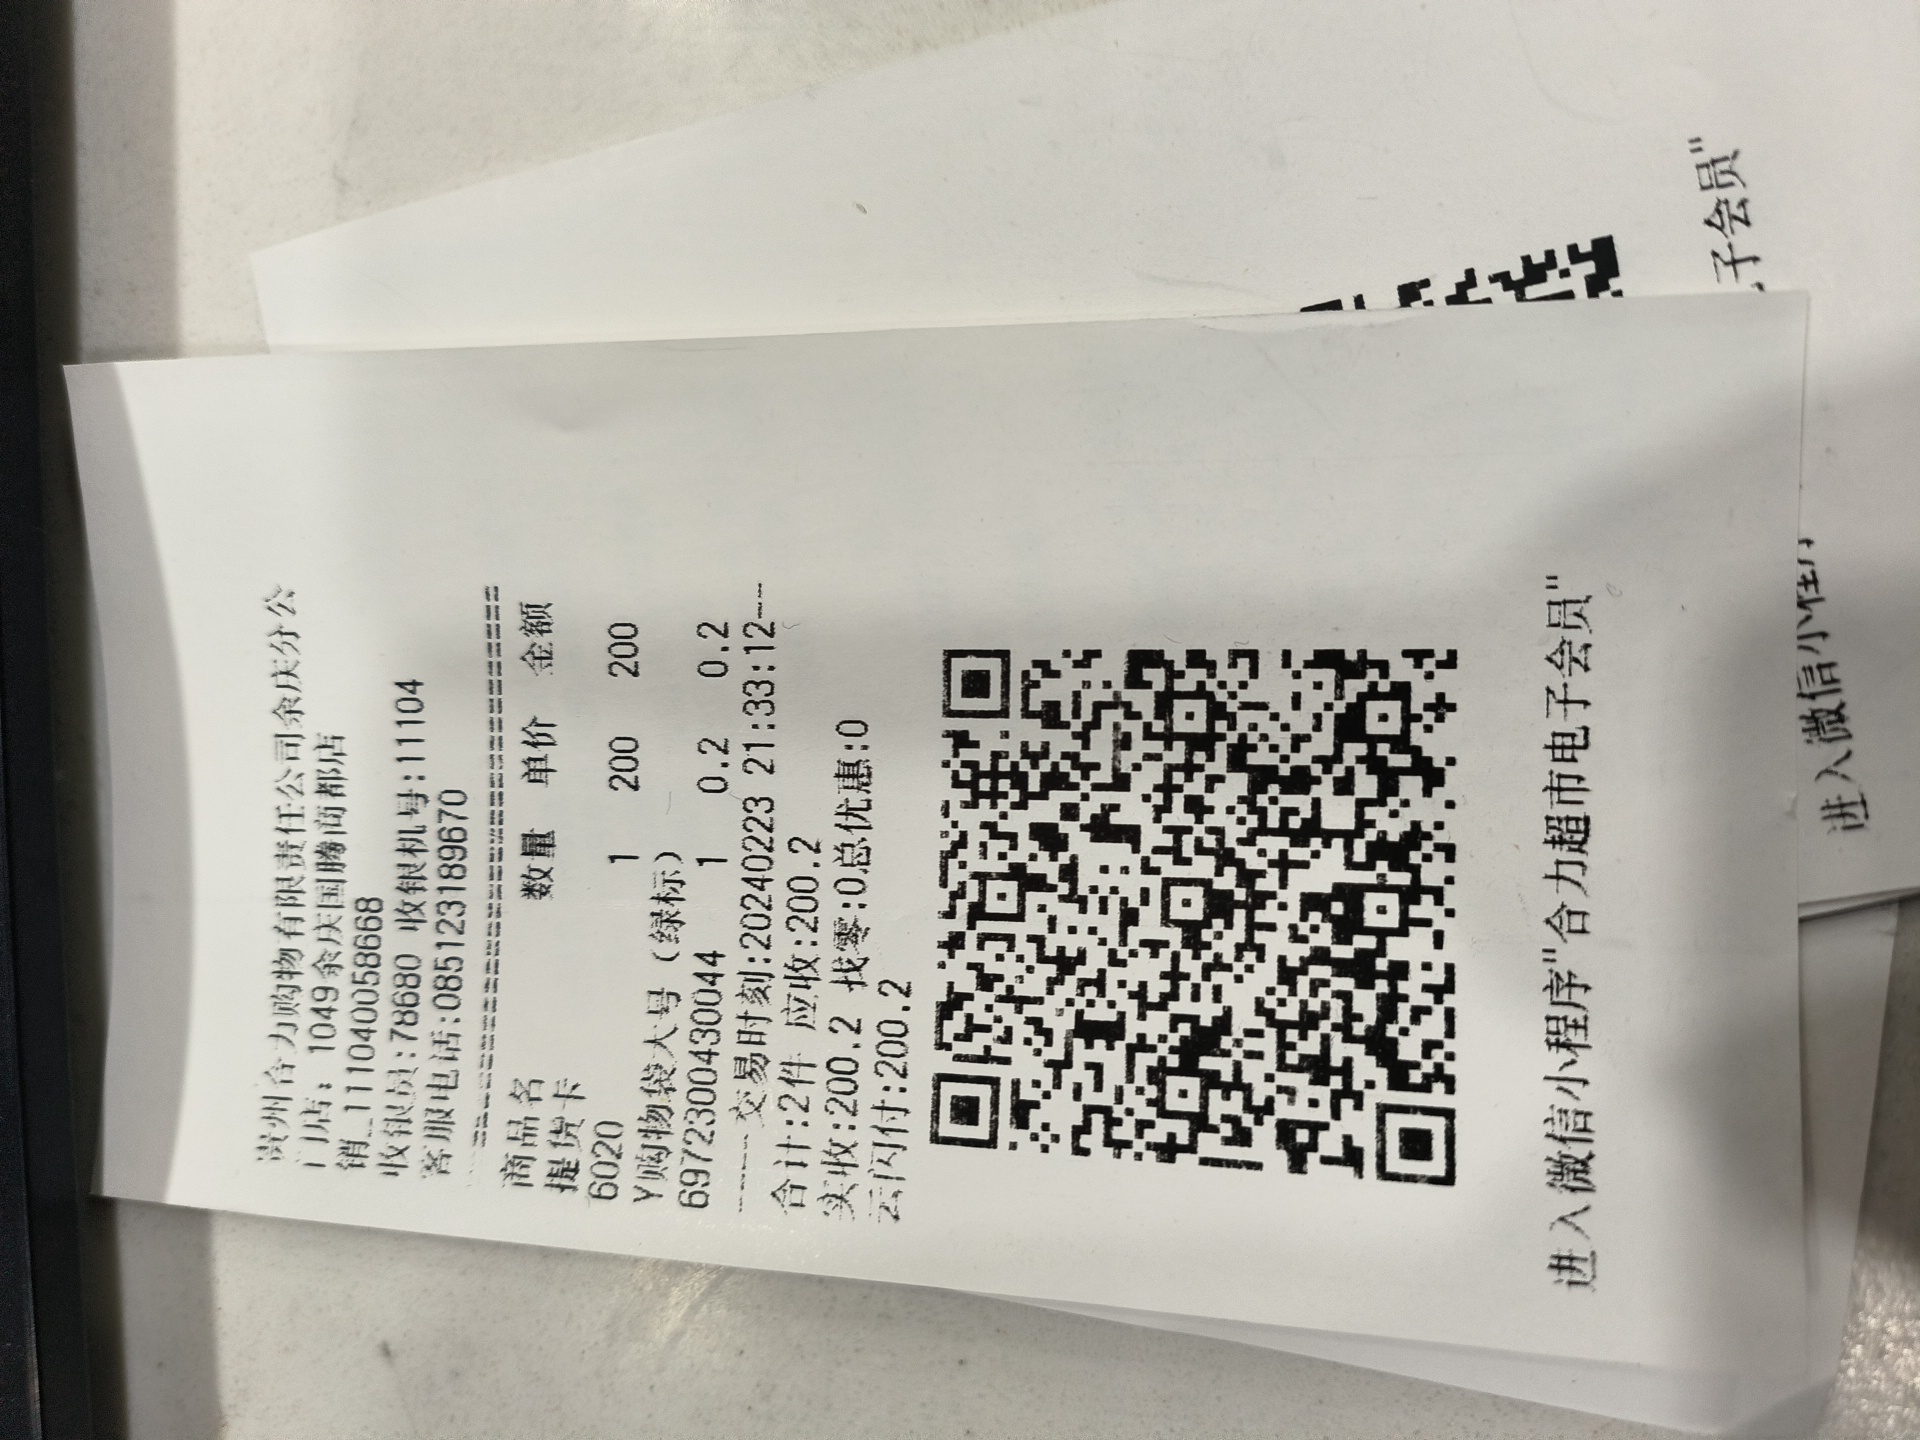 贵州合力购物有限责任公司余庆分公
门店: 1049余庆国腾商都店
销_1110400058668
收银员:78680 收银机号:11104
客服电话:085123189670
商品名 数量 单价 金额
提货卡
6020 1 200 200
Y购物袋大号（绿标）
6972300430044 1 0.2 0.2
----交易时刻:20240223 21:33:12--
合计:2件 应收:200.2
实收:200.2 找零:0总优惠:0
云闪付:200.2
进入微信小程序"合力超市电子会员"
子会员"
进入微信小程序